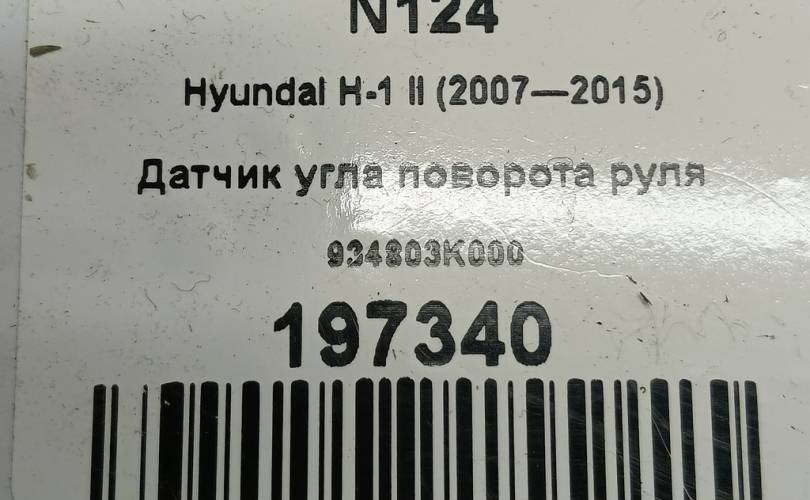 N124
Hyundai H-1 II (2007—2015)
Датчик угла поворота руля
934803K000
197340